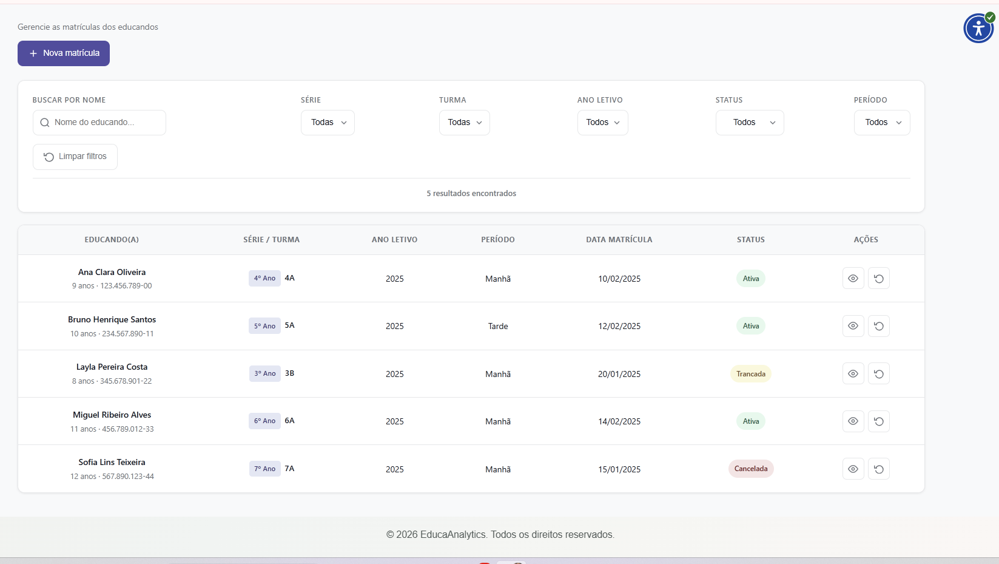 Gerencie as matrículas dos educandos
Nova matrícula
BUSCAR POR NOME SÉRIE TURMA ANO LETIVO STATUS PERÍODO
Nome do educando... Todas Todas Todos Todos Todos
Limpar filtros
5 resultados encontrados
EDUCANDO(A) SÉRIE / TURMA ANO LETIVO PERÍODO DATA MATRÍCULA STATUS AÇÕES
Ana Clara Oliveira
9 anos · 123.456.789-00 4º Ano 4A 2025 Manhã 10/02/2025 Ativa
Bruno Henrique Santos
10 anos · 234.567.890-11 5º Ano 5A 2025 Tarde 12/02/2025 Ativa
Layla Pereira Costa
8 anos · 345.678.901-22 3º Ano 3B 2025 Manhã 20/01/2025 Trancada
Miguel Ribeiro Alves
11 anos · 456.789.012-33 6º Ano 6A 2025 Manhã 14/02/2025 Ativa
Sofia Lins Teixeira
12 anos · 567.890.123-44 7º Ano 7A 2025 Manhã 15/01/2025 Cancelada
© 2026 EducaAnalytics. Todos os direitos reservados.